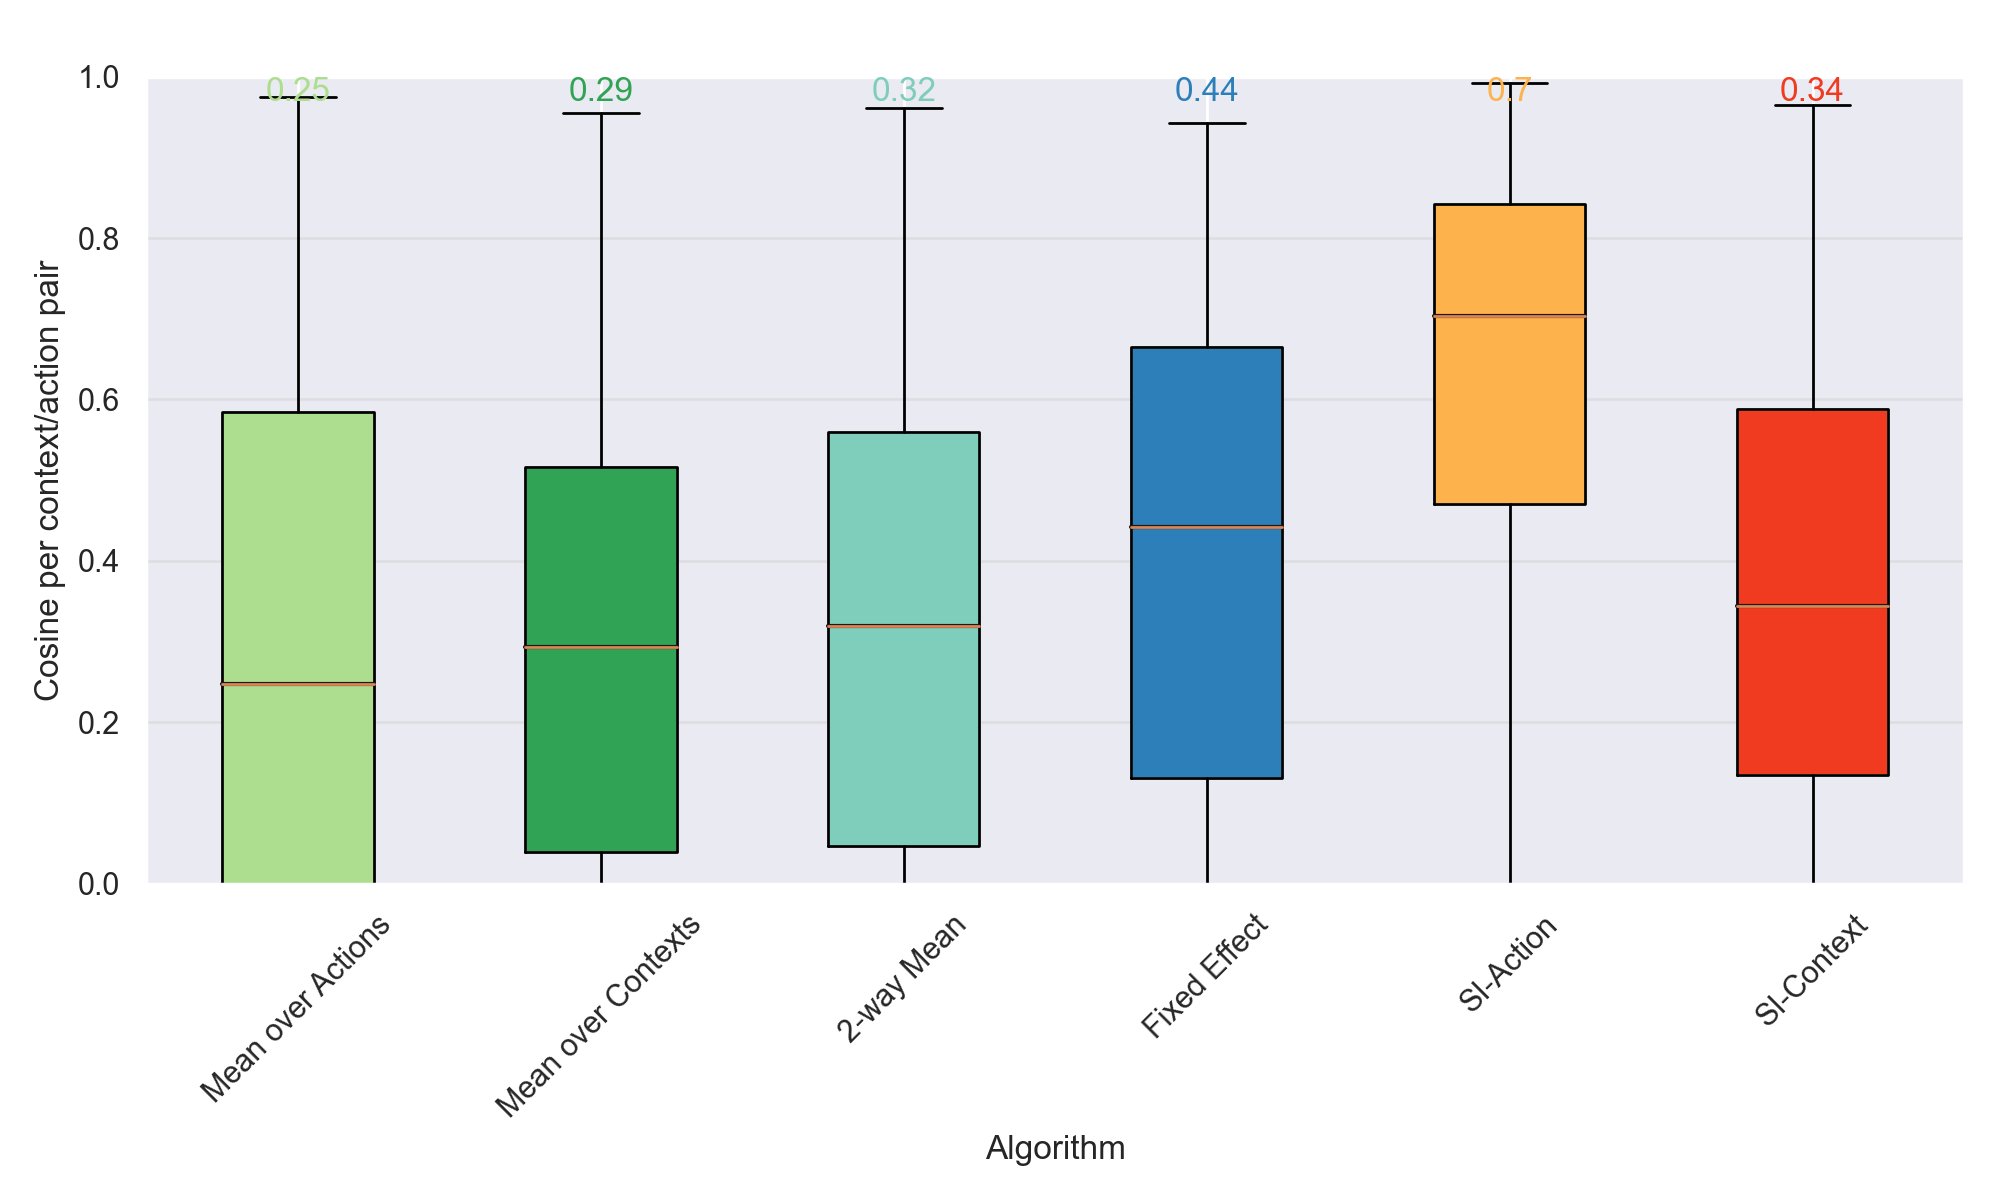 0.25 0.29 0.32 0.44 0.7 0.34
1.0
0.8
0.6
0.4
0.2
0.0
Cosine per context/action pair
Mean over Actions
Mean over Contexts
2-way Mean
Fixed Effect
SI-Action
SI-Context
Algorithm